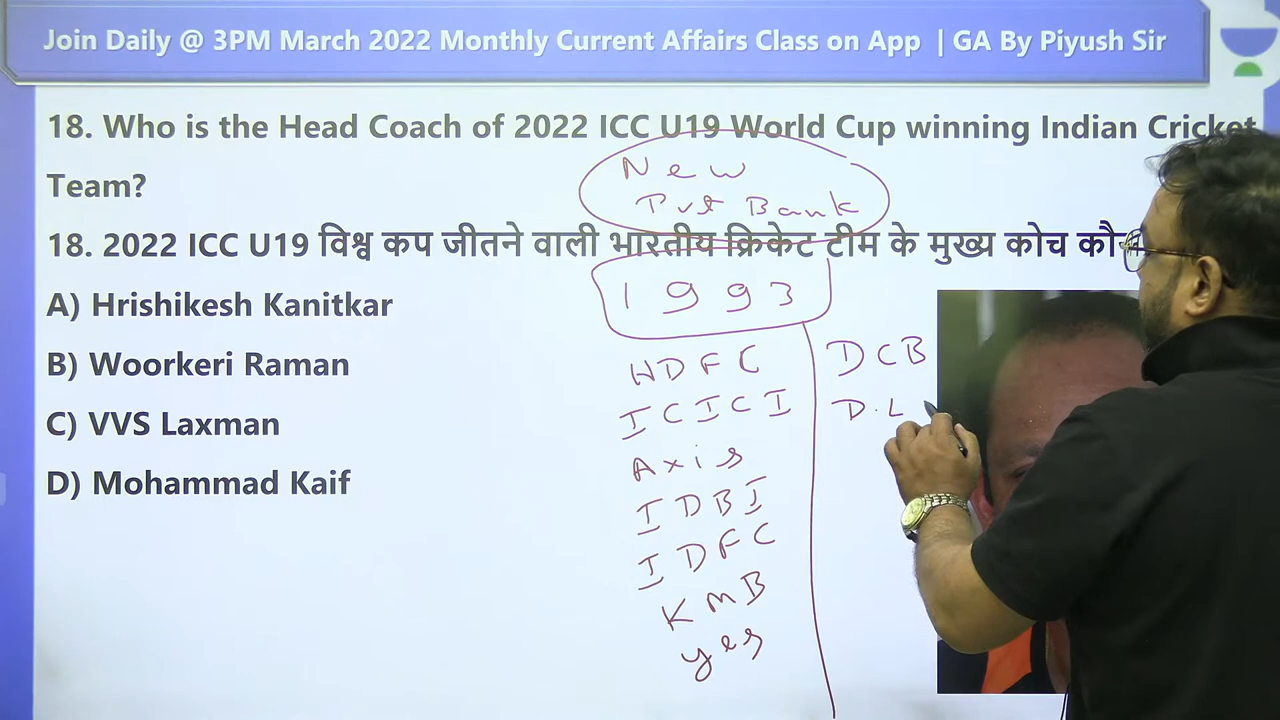 Join Daily @ 3PM March 2022 Monthly Current Affairs Class on App | GA By Piyush Sir
18. Who is the Head Coach of 2022 ICC U19 World Cup winning Indian Cricket
Team?
18. 2022 ICC U19 विश्व कप जीतने वाली भारतीय क्रिकेट टीम के मुख्य कोच
A) Hrishikesh Kanitkar
B) Woorkeri Raman
C) VVS Laxman
D) Mohammad Kaif
New
Pvt Bank
1993
HDFC
ICICI
Axis
IDBI
IDFC
KMB
yes
DCB
D.L